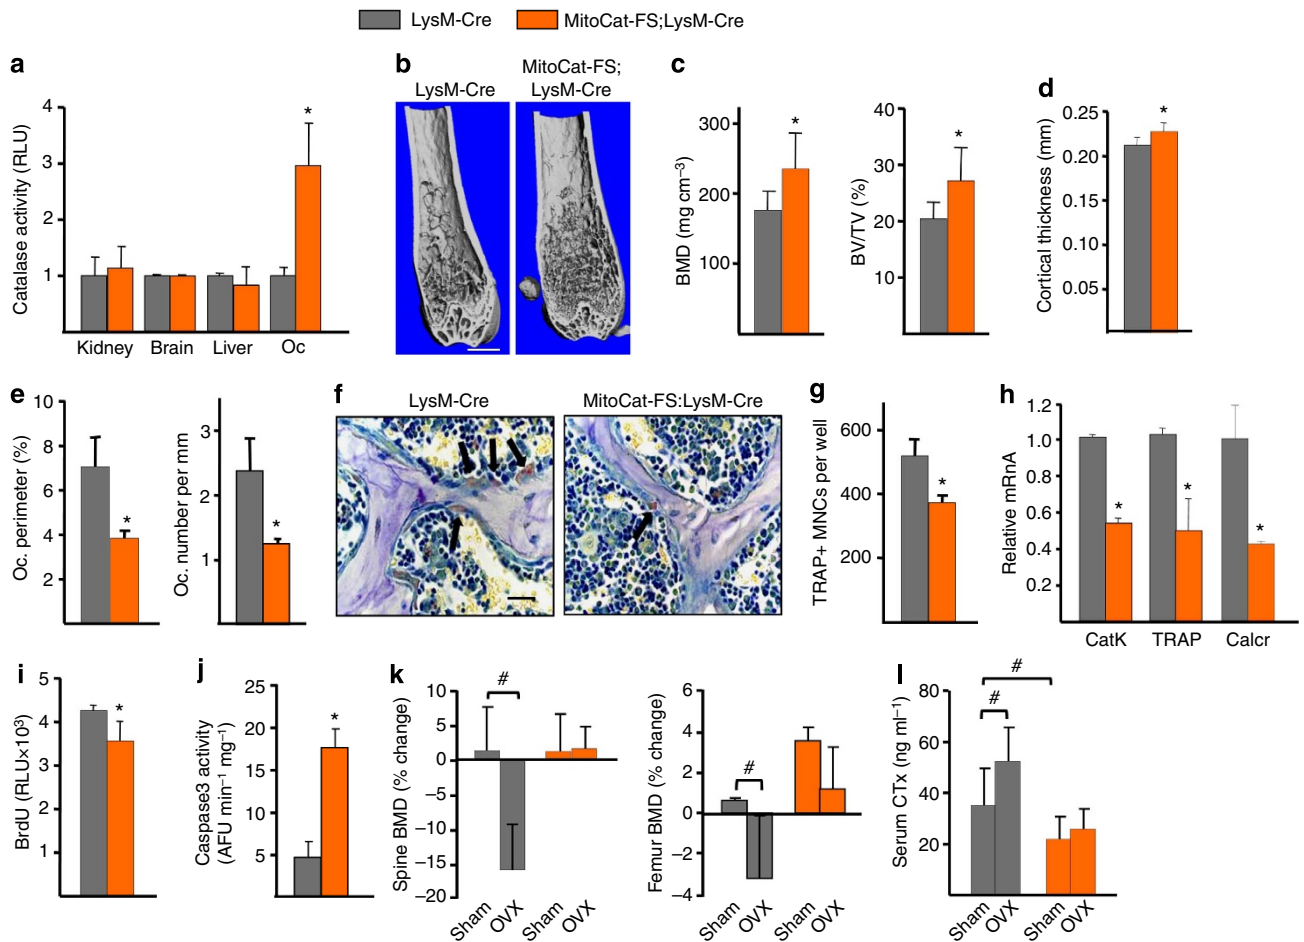 LysM-Cre
MitoCat-FS;LysM-Cre
a
Catalase activity (RLU)
4
3
2
1
Kidney
Brain
Liver
Oc
*
b
LysM-Cre
MitoCat-FS;
LysM-Cre
c
BMD (mg cm⁻³)
300
200
100
*
BV/TV (%)
40
30
20
10
*
d
Cortical thickness (mm)
0.25
0.20
0.15
0.10
0.05
*
e
Oc. perimeter (%)
10
8
6
4
2
*
Oc. number per mm
3
2
1
*
f
LysM-Cre
MitoCat-FS:LysM-Cre
g
TRAP+ MNCs per well
600
400
200
*
h
Relative mRnA
1.2
1.0
0.8
0.6
0.4
0.2
*
*
*
CatK
TRAP
Calcr
i
BrdU (RLU×10³)
5
4
3
2
1
*
j
Caspase3 activity
(AFU min⁻¹ mg⁻¹)
25
20
15
10
5
*
k
Spine BMD (% change)
10
5
0
−5
−10
−15
−20
#
Sham
OVX
Sham
OVX
Femur BMD (% change)
6
4
2
0
−2
−4
#
Sham
OVX
Sham
OVX
l
Serum CTx (ng ml⁻¹)
80
60
40
20
#
#
Sham
OVX
Sham
OVX